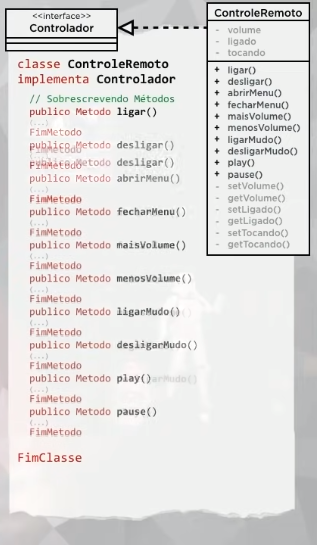 <<interface>>
Controlador
ControleRemoto
- volume
- ligado
- tocando
+ ligar()
+ desligar()
+ abrirMenu()
+ fecharMenu()
+ maisVolume()
+ menosVolume()
+ ligarMudo()
+ desligarMudo()
+ play()
+ pause()
- setVolume()
- getVolume()
- setLigado()
- getLigado()
- setTocando()
- getTocando()
classe ControleRemoto
implementa Controlador
// Sobrescrevendo Métodos
publico Metodo ligar()
(...)
FimMetodo
publico Metodo desligar()
FimMetodo
publico Metodo desligar()
publico Metodo abrirMenu()
(...)
FimMetodo
publico Metodo fecharMenu()
(...)
FimMetodo
publico Metodo maisVolume()
(...)
FimMetodo
publico Metodo menosVolume()
(...)
FimMetodo
publico Metodo ligarMudo()
(...)
FimMetodo
publico Metodo desligarMudo()
(...)
FimMetodo
publico Metodo play()
(...)
FimMetodo
publico Metodo pause()
(...)
FimMetodo
FimClasse